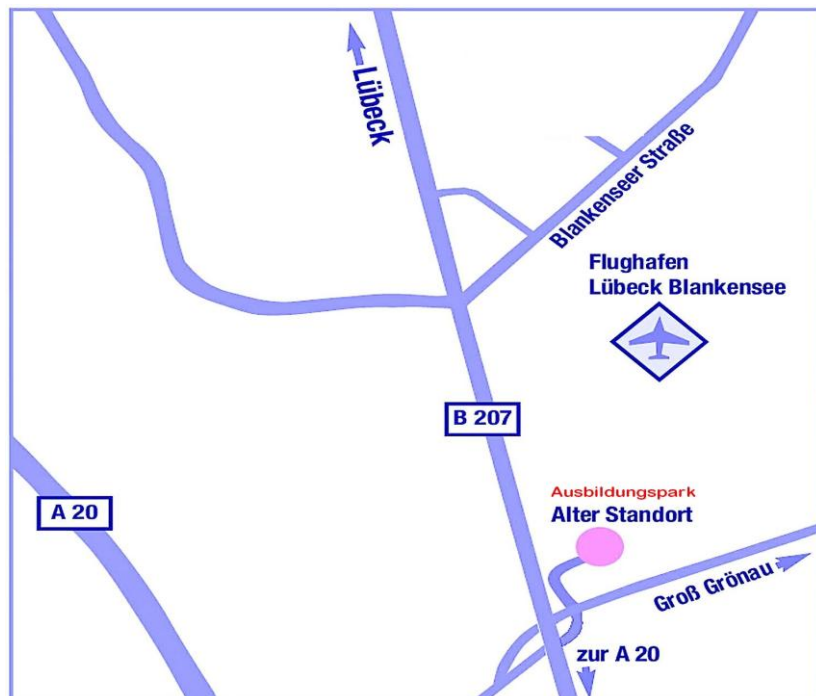 Lübeck
Blankenseer Straße
Flughafen
Lübeck Blankensee
B 207
A 20
Ausbildungspark
Alter Standort
Groß Grönau
zur A 20